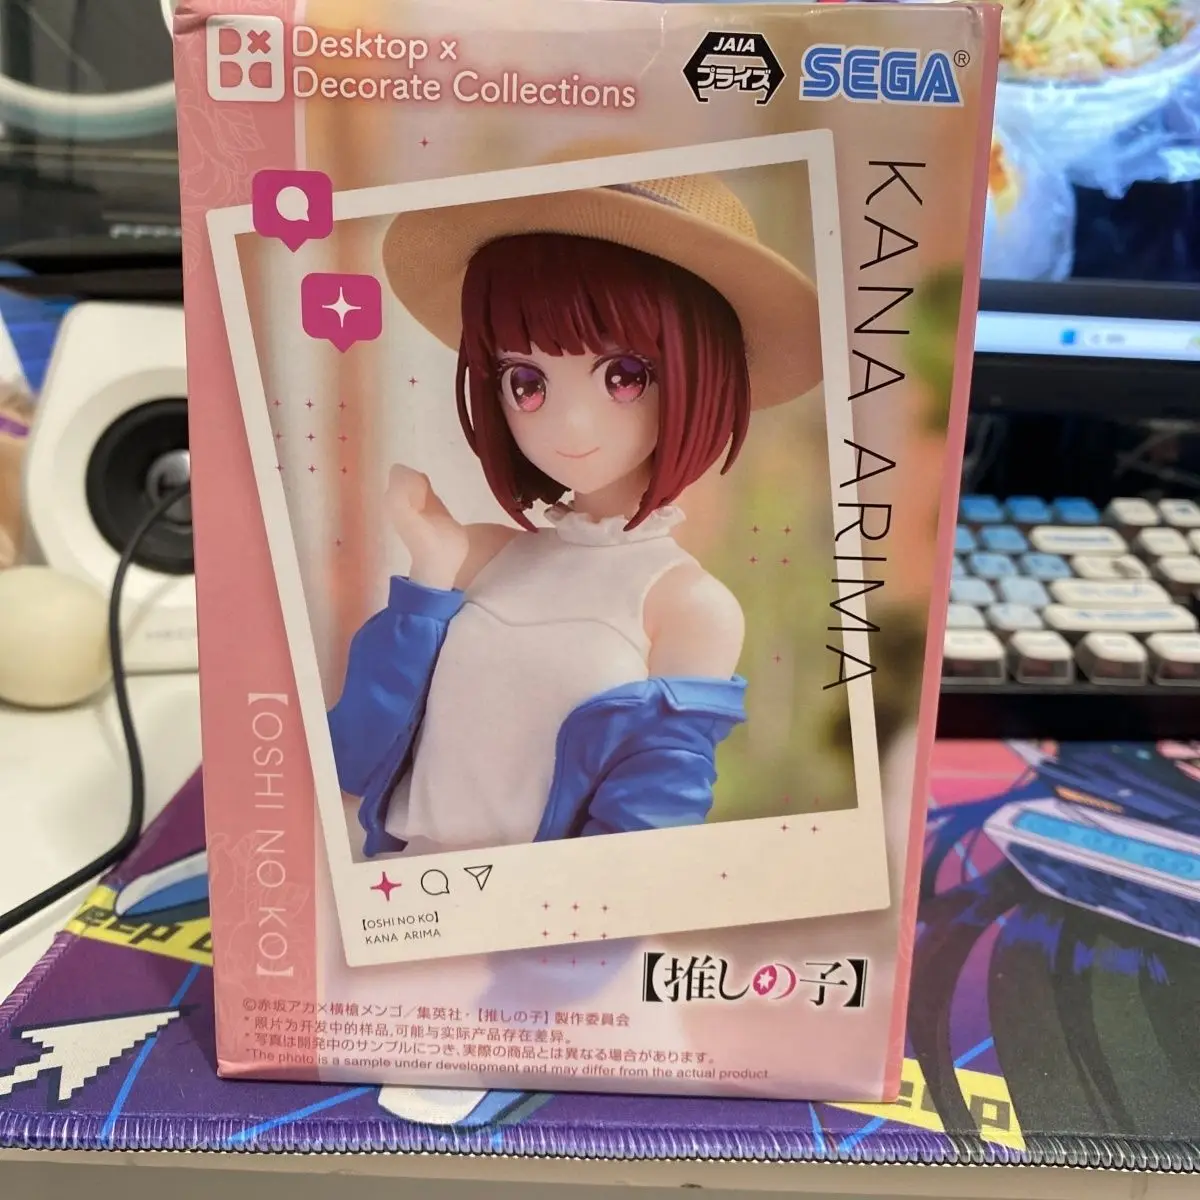 Desktop ×
Decorate Collections
JAIA
プライズ
SEGA®
KANA ARIMA
【OSHI NO KO】
【OSHI NO KO】
KANA ARIMA
【推しの子】
©赤坂アカ×横槍メンゴ／集英社・【推しの子】製作委員会
*照片为开发中的样品,可能与实际产品存在差异。
*写真は開発中のサンプルにつき、実際の商品とは異なる場合があります。
*The photo is a sample under development and may differ from the actual product.